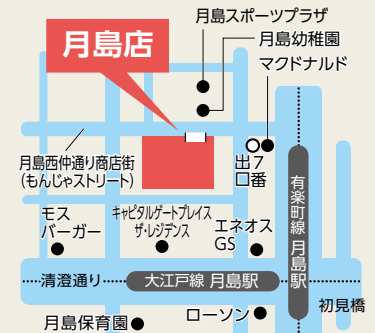 月島スポーツプラザ
月島幼稚園
マクドナルド
月島店
月島西仲通り商店街
(もんじゃストリート)
出口
7番
モス
バーガー
キャピタルゲートプレイス
ザ・レジデンス
エネオス
GS
有楽町線 月島駅
清澄通り
大江戸線 月島駅
初見橋
月島保育園
ローソン